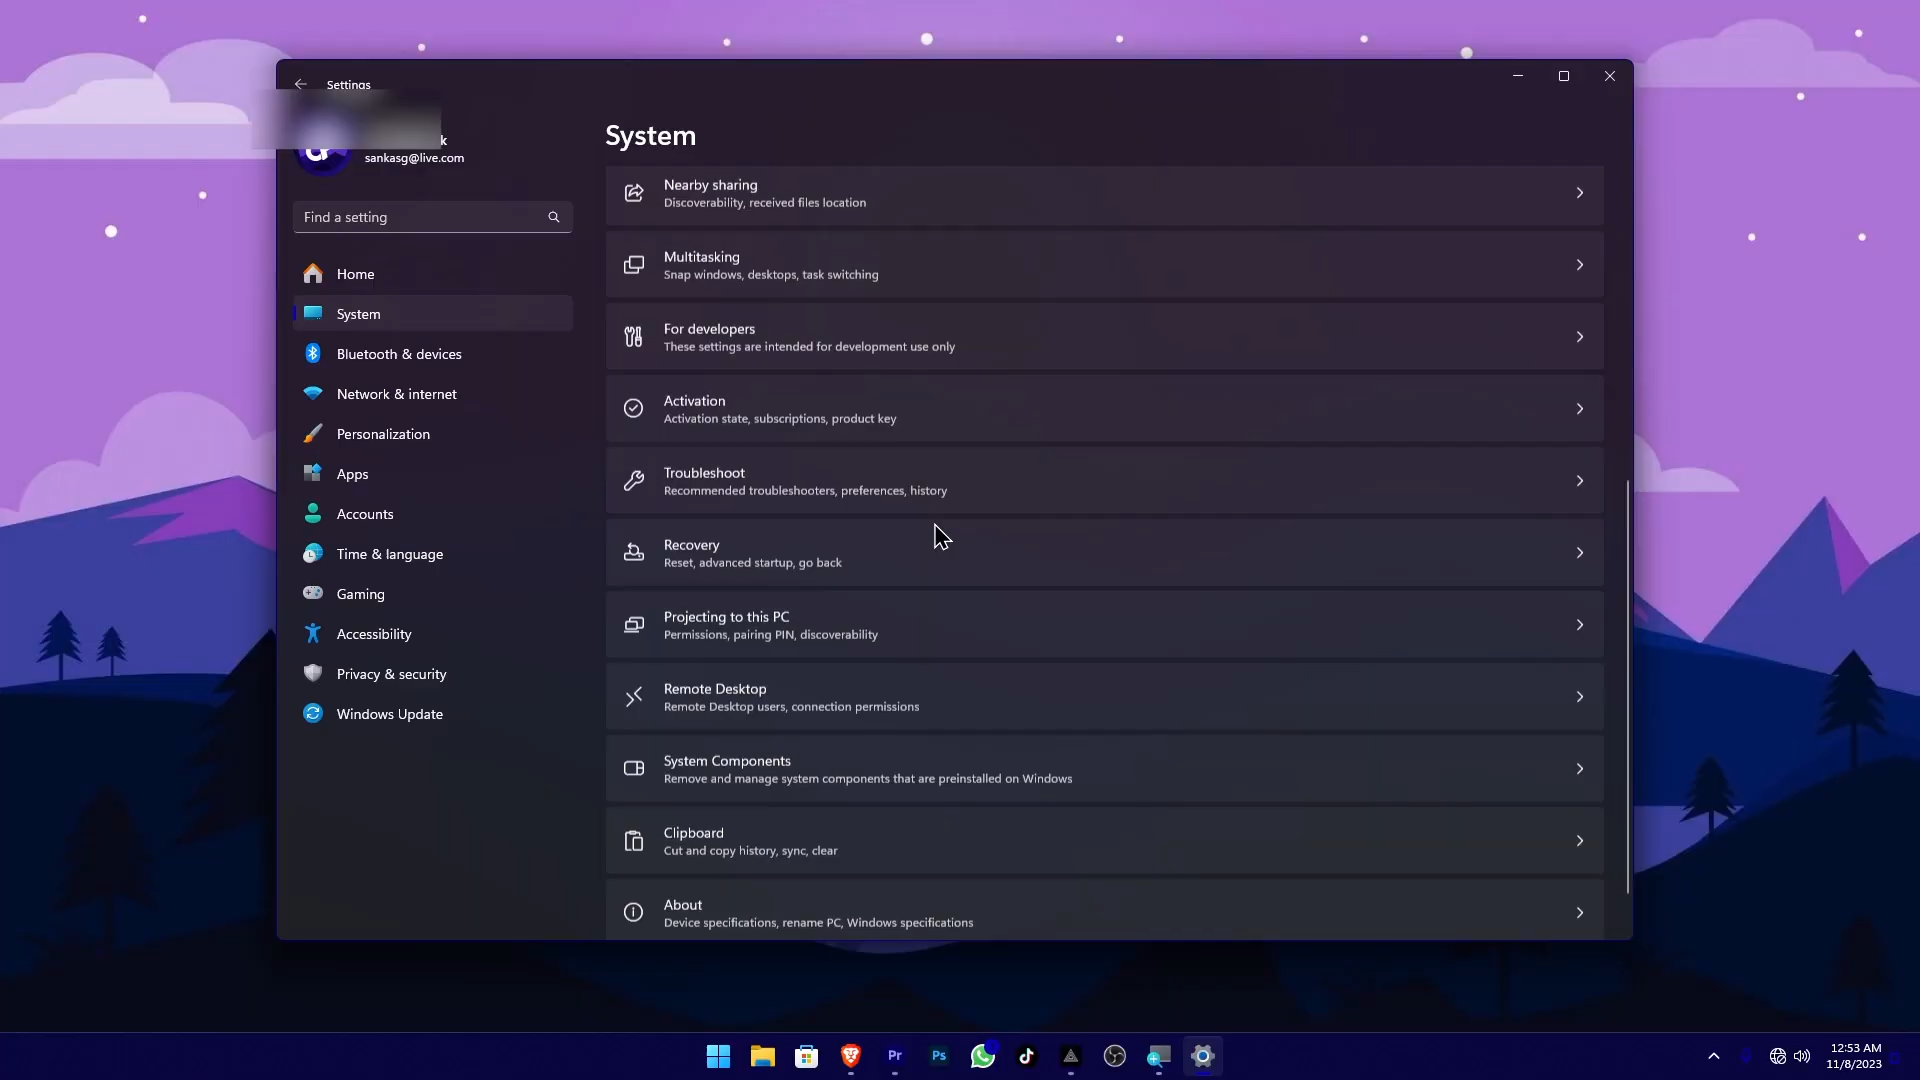 Settings
k
sankasg@live.com
Find a setting
Home
System
Bluetooth & devices
Network & internet
Personalization
Apps
Accounts
Time & language
Gaming
Accessibility
Privacy & security
Windows Update
System
Nearby sharing
Discoverability, received files location
Multitasking
Snap windows, desktops, task switching
For developers
These settings are intended for development use only
Activation
Activation state, subscriptions, product key
Troubleshoot
Recommended troubleshooters, preferences, history
Recovery
Reset, advanced startup, go back
Projecting to this PC
Permissions, pairing PIN, discoverability
Remote Desktop
Remote Desktop users, connection permissions
System Components
Remove and manage system components that are preinstalled on Windows
Clipboard
Cut and copy history, sync, clear
About
Device specifications, rename PC, Windows specifications
Pr
Ps
12:53 AM
11/8/2023